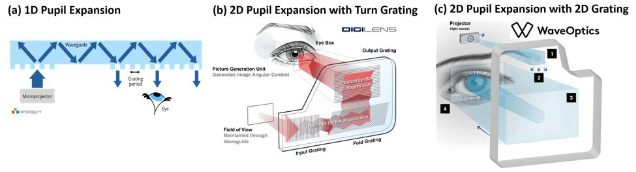 (a) 1D Pupil Expansion
Waveguide
Grating
period
Microprojector
Eye
(b) 2D Pupil Expansion with Turn Grating
DIGILENS
Eye Box
Output Grating
Picture Generation Unit
Generates Image Angular Content
Field of View
Maintained through
Waveguide
Input Grating
Fold Grating
(c) 2D Pupil Expansion with 2D Grating
WaveOptics
Projector
1
2
3
4